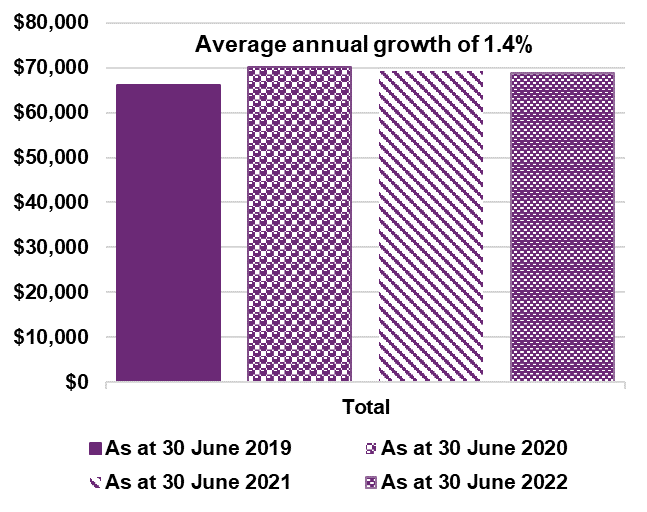 $80,000
Average annual growth of 1.4%
$70,000
$60,000
$50,000
$40,000
$30,000
$20,000
$10,000
$0
Total
As at 30 June 2019
As at 30 June 2020
As at 30 June 2021
As at 30 June 2022